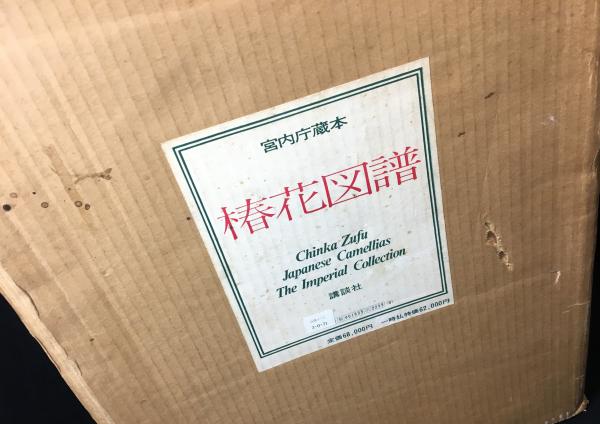 宮内庁蔵本
椿花図譜
Chinka Zufu
Japanese Camellias
The Imperial Collection
講談社
定価68,000円 一時払特価62,000円